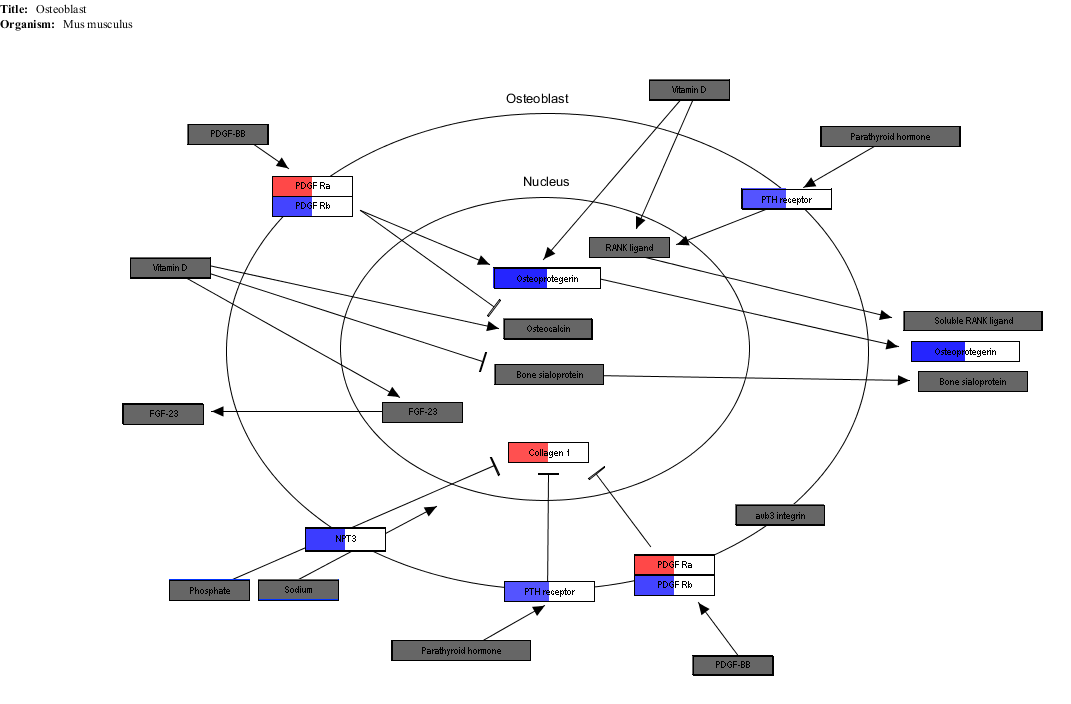 Title: Osteoblast
Organism: Mus musculus
Vitamin D
Osteoblast
PDGF-BB
Parathyroid hormone
PDGF Ra
PDGF Rb
Nucleus
PTH receptor
RANK ligand
Vitamin D
Osteoprotegerin
Soluble RANK ligand
Osteocalcin
Osteoprotegerin
Bone sialoprotein
Bone sialoprotein
FGF-23
FGF-23
Collagen 1
avb3 integrin
NPT3
PDGF Ra
PDGF Rb
Phosphate
Sodium
PTH receptor
Parathyroid hormone
PDGF-BB